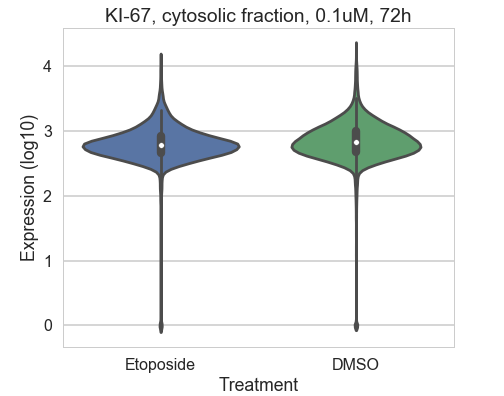 KI-67, cytosolic fraction, 0.1uM, 72h
Expression (log10)
4
3
2
1
0
Etoposide
DMSO
Treatment